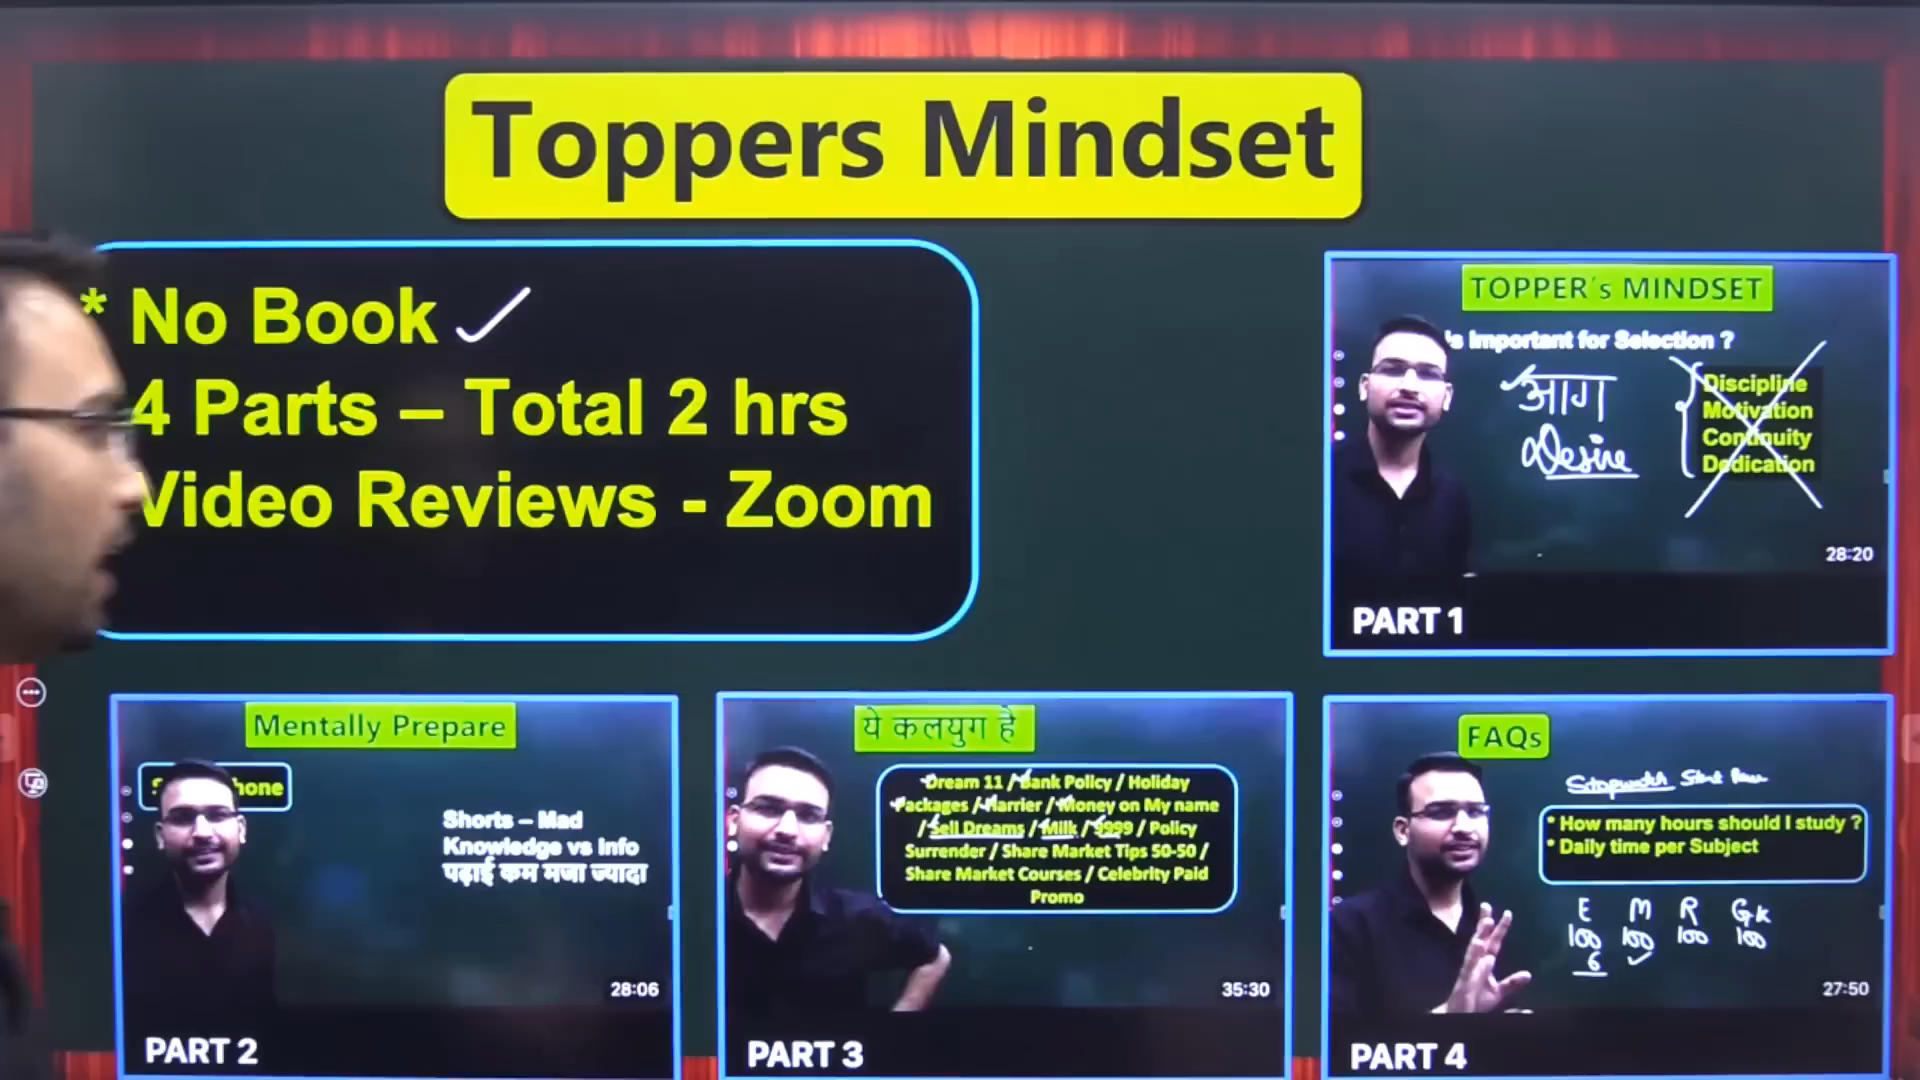 Toppers Mindset
* No Book
4 Parts – Total 2 hrs
Video Reviews - Zoom
TOPPER's MINDSET
's Important for Selection ?
आग
Desire
Discipline
Motivation
Continuity
Dedication
28:20
PART 1
Mentally Prepare
hone
Shorts – Mad
Knowledge vs Info
पढ़ाई कम मजा ज्यादा
28:06
PART 2
ये कलयुग है
Dream 11 / Bank Policy / Holiday
Packages / Marrier / Money on My name
/ Sell Dreams / Milk / 9999 / Policy
Surrender / Share Market Tips 50-50 /
Share Market Courses / Celebrity Paid
Promo
35:30
PART 3
FAQs
Stopwatch
* How many hours should I study ?
* Daily time per Subject
E M R Gk
100 100 100 100
6
27:50
PART 4